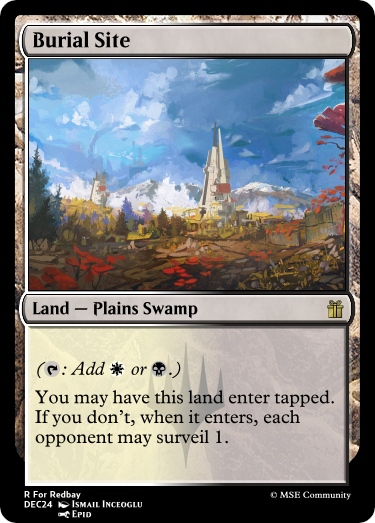 Burial Site
Land — Plains Swamp
(: Add or .)
You may have this land enter tapped.
If you don't, when it enters, each
opponent may surveil 1.
R For Redbay
DEC24 Ismail Inceoglu
Epid
© MSE Community